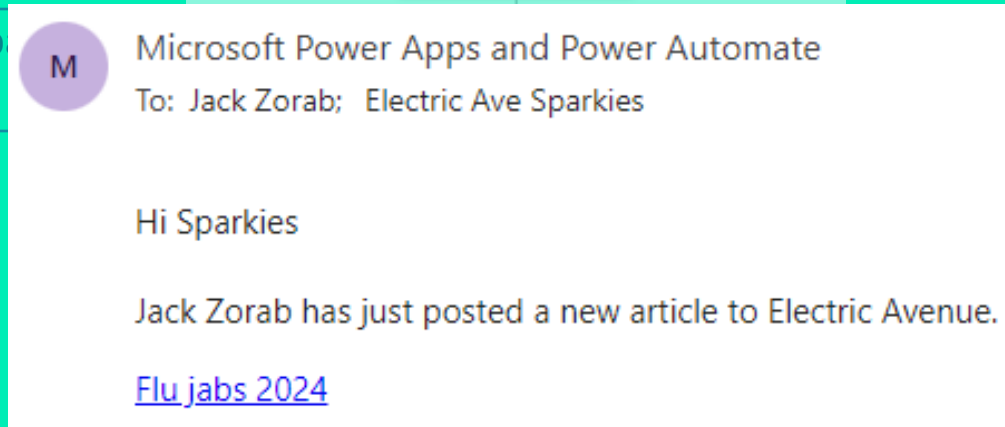 M
Microsoft Power Apps and Power Automate
To: Jack Zorab; Electric Ave Sparkies
Hi Sparkies
Jack Zorab has just posted a new article to Electric Avenue.
Flu jabs 2024